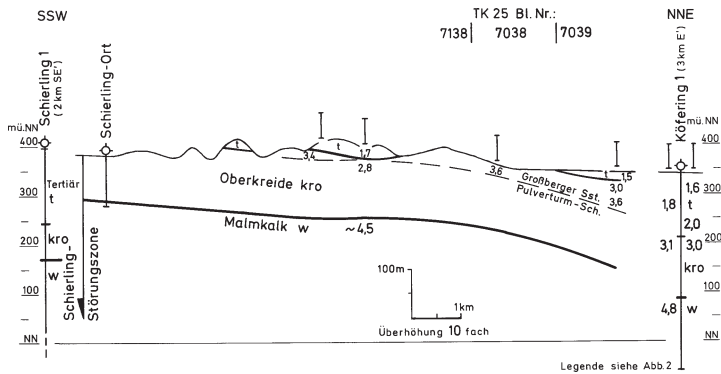 SSW
TK 25 Bl. Nr.:
7138 7038 7039
NNE
Schierling 1
(2 km SE')
Schierling-Ort
Köfering 1 (3km E')
mü.NN
400
300
200
100
NN
Tertiär
t
kro
w
Schierling-
Störungszone
t
3,4
t
1,7
2,8
Oberkreide kro
3,6
Großberger Sst.
Pulverturm-Sch.
t
1,5
3,0
3,6
Malmkalk w ~4,5
100m
1km
Überhöhung 10 fach
mü.NN
400
300
200
100
NN
1,8
1,6
t
2,0
3,1
3,0
kro
4,8
w
Legende siehe Abb.2